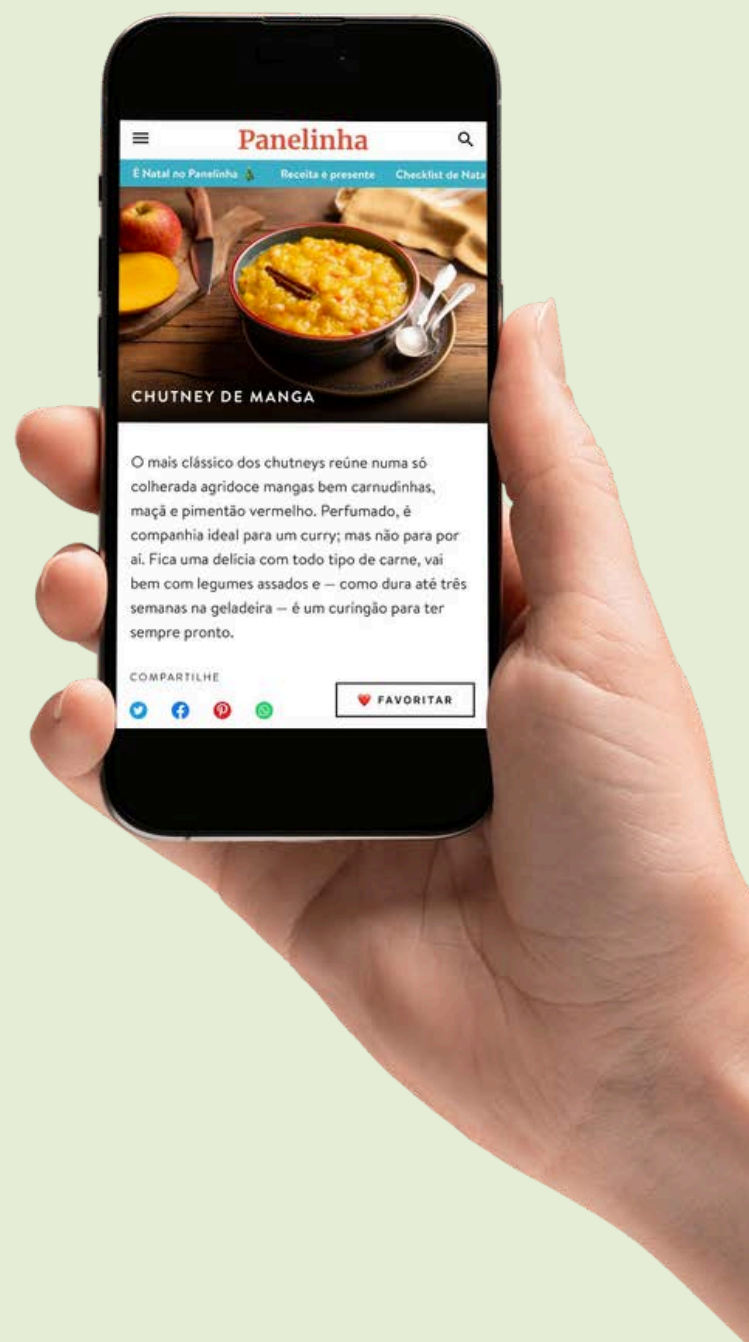 Panelinha
É Natal no Panelinha Receita é presente Checklist de Nata
CHUTNEY DE MANGA
O mais clássico dos chutneys reúne numa só
colherada agridoce mangas bem carnudinhas,
maçã e pimentão vermelho. Perfumado, é
companhia ideal para um curry; mas não para por
aí. Fica uma delícia com todo tipo de carne, vai
bem com legumes assados e — como dura até três
semanas na geladeira — é um curingão para ter
sempre pronto.
COMPARTILHE
FAVORITAR